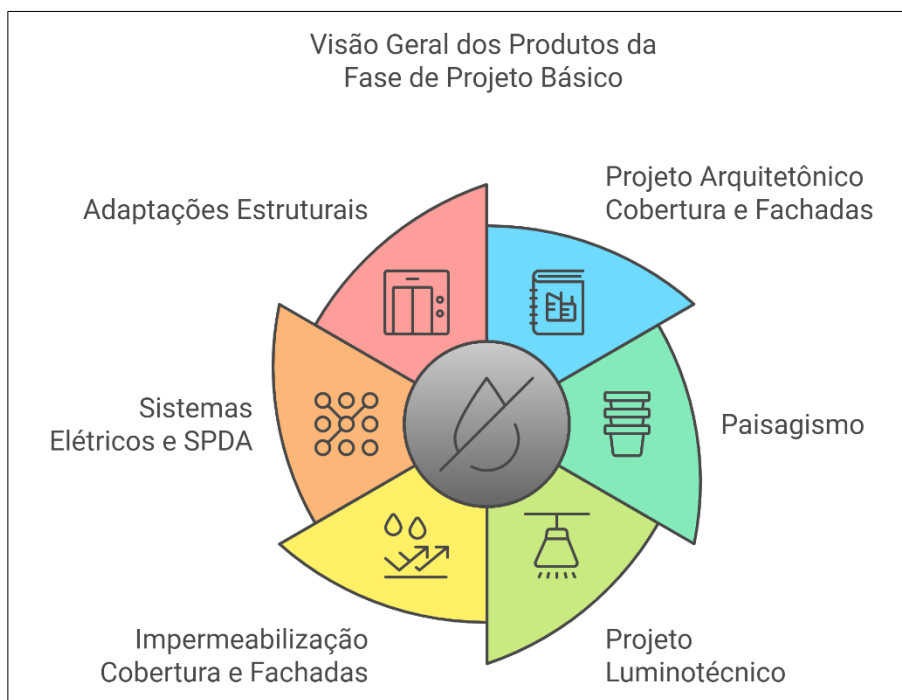 Visão Geral dos Produtos da
Fase de Projeto Básico
Projeto Arquitetônico
Cobertura e Fachadas
Adaptações Estruturais
Sistemas
Elétricos e SPDA
Paisagismo
Impermeabilização
Cobertura e Fachadas
Projeto
Luminotécnico